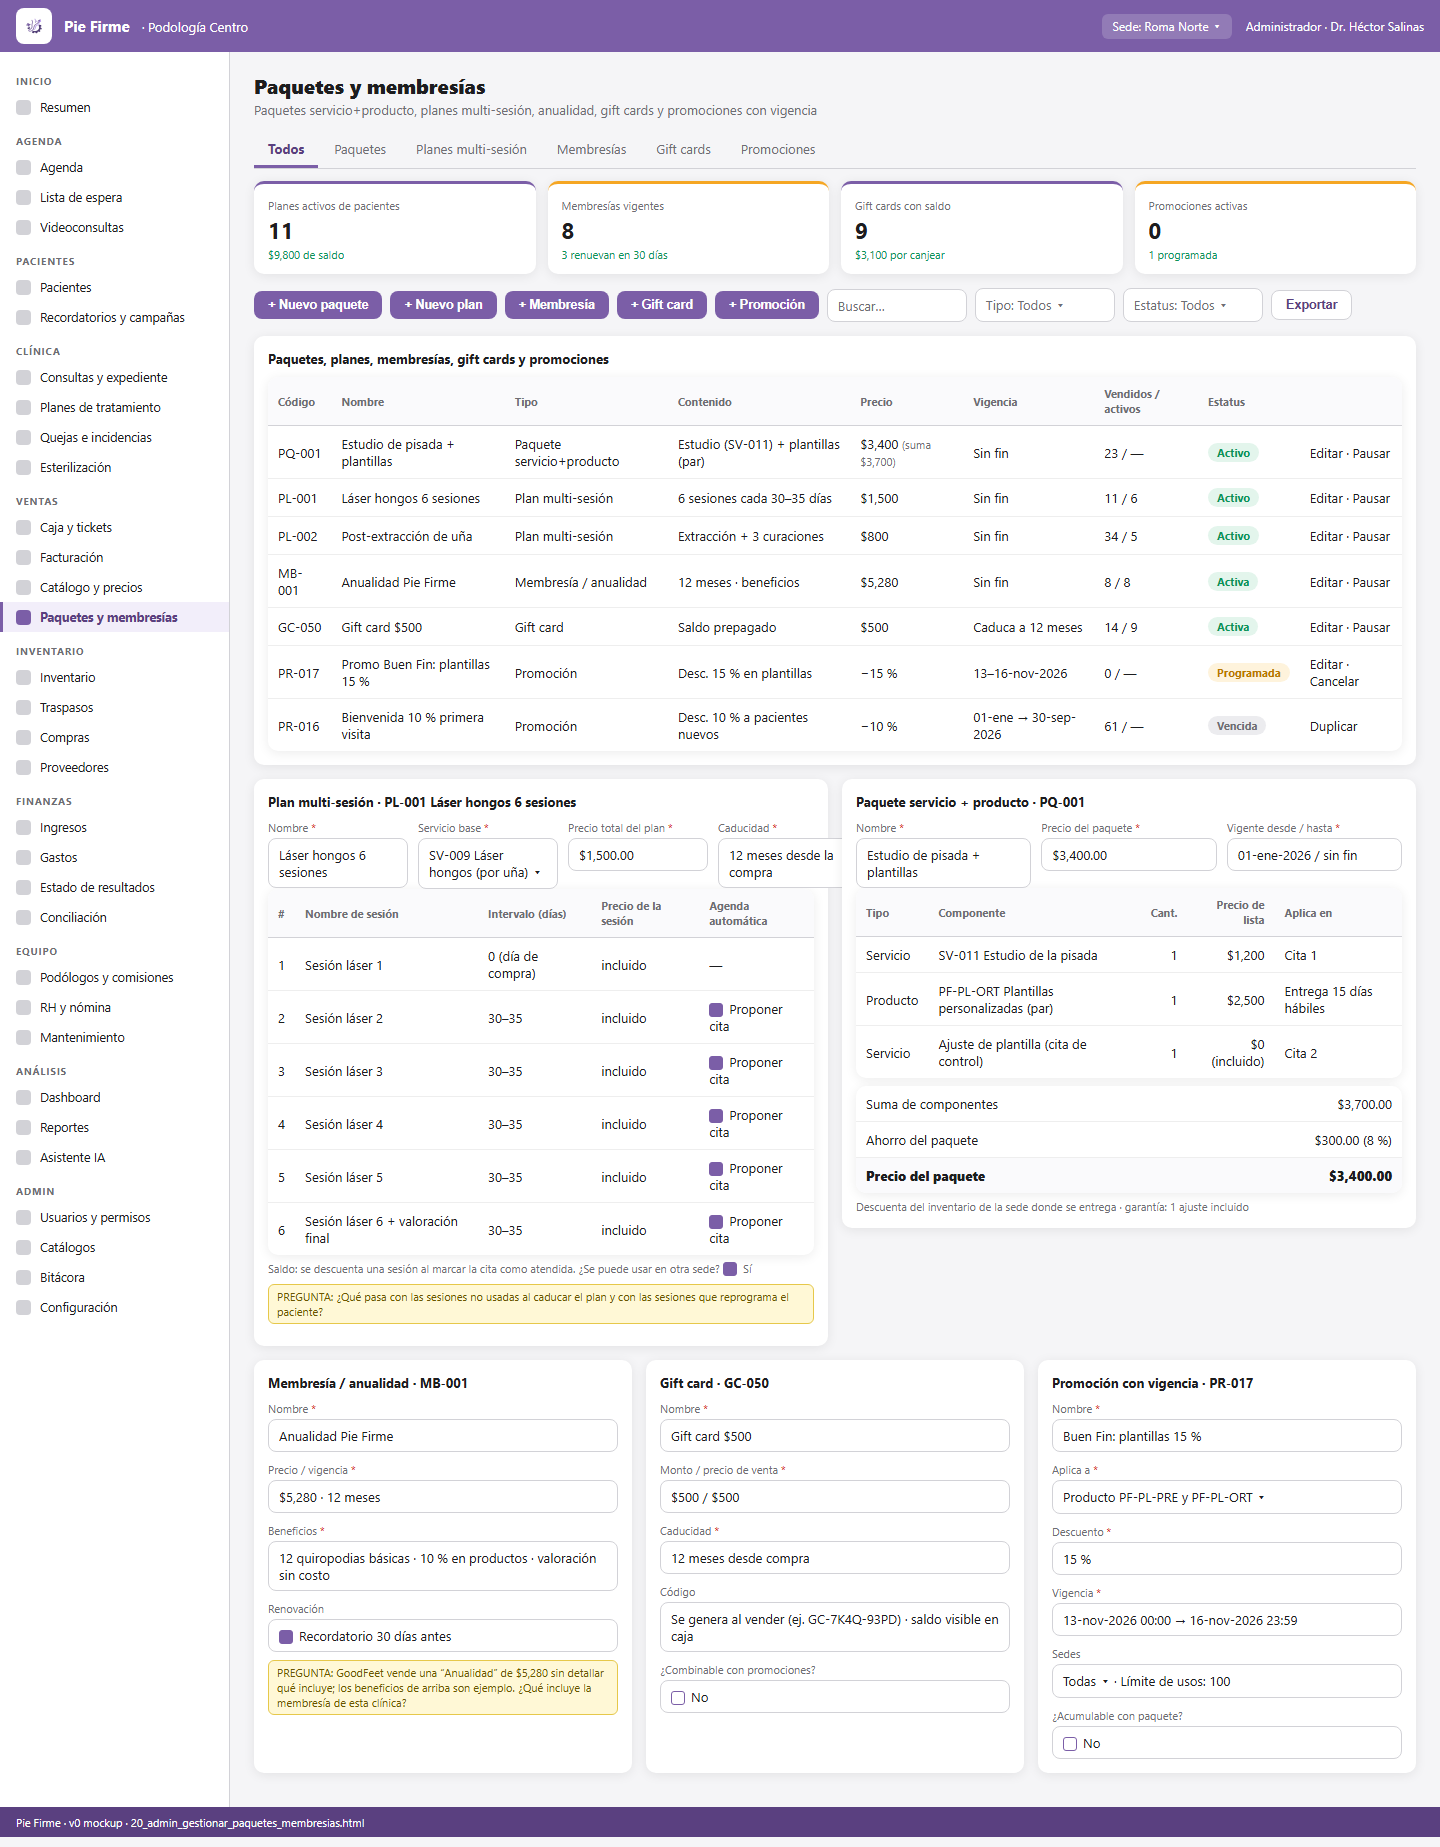 Pie Firme · Podología Centro
Sede: Roma Norte ▾
Administrador · Dr. Héctor Salinas
INICIO
Resumen
AGENDA
Agenda
Lista de espera
Videoconsultas
PACIENTES
Pacientes
Recordatorios y campañas
CLÍNICA
Consultas y expediente
Planes de tratamiento
Quejas e incidencias
Esterilización
VENTAS
Caja y tickets
Facturación
Catálogo y precios
Paquetes y membresías
INVENTARIO
Inventario
Traspasos
Compras
Proveedores
FINANZAS
Ingresos
Gastos
Estado de resultados
Conciliación
EQUIPO
Podólogos y comisiones
RH y nómina
Mantenimiento
ANÁLISIS
Dashboard
Reportes
Asistente IA
ADMIN
Usuarios y permisos
Catálogos
Bitácora
Configuración
Paquetes y membresías
Paquetes servicio+producto, planes multi-sesión, anualidad, gift cards y promociones con vigencia
Todos Paquetes Planes multi-sesión Membresías Gift cards Promociones
Planes activos de pacientes
11
$9,800 de saldo
Membresías vigentes
8
3 renuevan en 30 días
Gift cards con saldo
9
$3,100 por canjear
Promociones activas
0
1 programada
+ Nuevo paquete + Nuevo plan + Membresía + Gift card + Promoción Buscar... Tipo: Todos ▾ Estatus: Todos ▾ Exportar
Paquetes, planes, membresías, gift cards y promociones
Código Nombre Tipo Contenido Precio Vigencia Vendidos / activos Estatus
PQ-001 Estudio de pisada + plantillas Paquete servicio+producto Estudio (SV-011) + plantillas (par) $3,400 (suma $3,700) Sin fin 23 / — Activo Editar · Pausar
PL-001 Láser hongos 6 sesiones Plan multi-sesión 6 sesiones cada 30–35 días $1,500 Sin fin 11 / 6 Activo Editar · Pausar
PL-002 Post-extracción de uña Plan multi-sesión Extracción + 3 curaciones $800 Sin fin 34 / 5 Activo Editar · Pausar
MB-001 Anualidad Pie Firme Membresía / anualidad 12 meses · beneficios $5,280 Sin fin 8 / 8 Activa Editar · Pausar
GC-050 Gift card $500 Gift card Saldo prepagado $500 Caduca a 12 meses 14 / 9 Activa Editar · Pausar
PR-017 Promo Buen Fin: plantillas 15 % Promoción Desc. 15 % en plantillas −15 % 13–16-nov-2026 0 / — Programada Editar · Cancelar
PR-016 Bienvenida 10 % primera visita Promoción Desc. 10 % a pacientes nuevos −10 % 01-ene → 30-sep-2026 61 / — Vencida Duplicar
Plan multi-sesión · PL-001 Láser hongos 6 sesiones
Nombre * Servicio base * Precio total del plan * Caducidad *
Láser hongos 6 sesiones SV-009 Láser hongos (por uña) ▾ $1,500.00 12 meses desde la compra
# Nombre de sesión Intervalo (días) Precio de la sesión Agenda automática
1 Sesión láser 1 0 (día de compra) incluido —
2 Sesión láser 2 30–35 incluido Proponer cita
3 Sesión láser 3 30–35 incluido Proponer cita
4 Sesión láser 4 30–35 incluido Proponer cita
5 Sesión láser 5 30–35 incluido Proponer cita
6 Sesión láser 6 + valoración final 30–35 incluido Proponer cita
Saldo: se descuenta una sesión al marcar la cita como atendida. ¿Se puede usar en otra sede? Sí
PREGUNTA: ¿Qué pasa con las sesiones no usadas al caducar el plan y con las sesiones que reprograma el
paciente?
Paquete servicio + producto · PQ-001
Nombre * Precio del paquete * Vigente desde / hasta *
Estudio de pisada + plantillas $3,400.00 01-ene-2026 / sin fin
Tipo Componente Cant. Precio de lista Aplica en
Servicio SV-011 Estudio de la pisada 1 $1,200 Cita 1
Producto PF-PL-ORT Plantillas personalizadas (par) 1 $2,500 Entrega 15 días hábiles
Servicio Ajuste de plantilla (cita de control) 1 $0 (incluido) Cita 2
Suma de componentes $3,700.00
Ahorro del paquete $300.00 (8 %)
Precio del paquete $3,400.00
Descuenta del inventario de la sede donde se entrega · garantía: 1 ajuste incluido
Membresía / anualidad · MB-001
Nombre *
Anualidad Pie Firme
Precio / vigencia *
$5,280 · 12 meses
Beneficios *
12 quiropodias básicas · 10 % en productos · valoración
sin costo
Renovación
Recordatorio 30 días antes
PREGUNTA: GoodFeet vende una “Anualidad” de $5,280 sin detallar
qué incluye; los beneficios de arriba son ejemplo. ¿Qué incluye la
membresía de esta clínica?
Gift card · GC-050
Nombre *
Gift card $500
Monto / precio de venta *
$500 / $500
Caducidad *
12 meses desde compra
Código
Se genera al vender (ej. GC-7K4Q-93PD) · saldo visible en
caja
¿Combinable con promociones?
No
Promoción con vigencia · PR-017
Nombre *
Buen Fin: plantillas 15 %
Aplica a *
Producto PF-PL-PRE y PF-PL-ORT ▾
Descuento *
15 %
Vigencia *
13-nov-2026 00:00 → 16-nov-2026 23:59
Sedes
Todas ▾ · Límite de usos: 100
¿Acumulable con paquete?
No
Pie Firme · v0 mockup · 20_admin_gestionar_paquetes_membresias.html